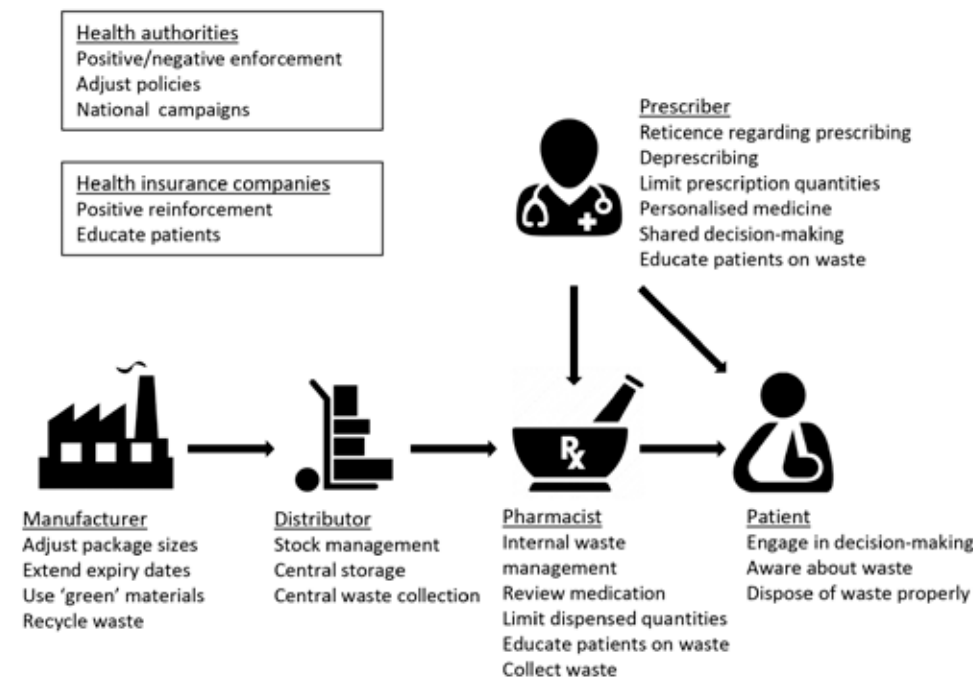 Health authorities
Positive/negative enforcement
Adjust policies
National campaigns
Health insurance companies
Positive reinforcement
Educate patients
Prescriber
Reticence regarding prescribing
Deprescribing
Limit prescription quantities
Personalised medicine
Shared decision-making
Educate patients on waste
Rx
Manufacturer
Adjust package sizes
Extend expiry dates
Use ‘green’ materials
Recycle waste
Distributor
Stock management
Central storage
Central waste collection
Pharmacist
Internal waste
management
Review medication
Limit dispensed quantities
Educate patients on waste
Collect waste
Patient
Engage in decision-making
Aware about waste
Dispose of waste properly